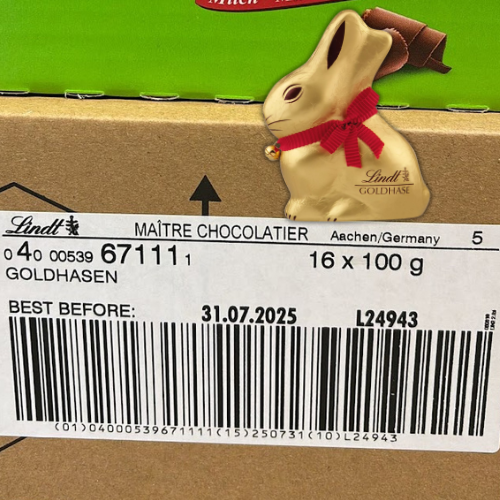 Milch
Lindt
GOLDHASE
Lindt MAÎTRE CHOCOLATIER Aachen/Germany 5
0 40 00539 67111 1 16 x 100 g
GOLDHASEN
BEST BEFORE: 31.07.2025 L24943
(01)04000539671111(15)250731(10)L24943